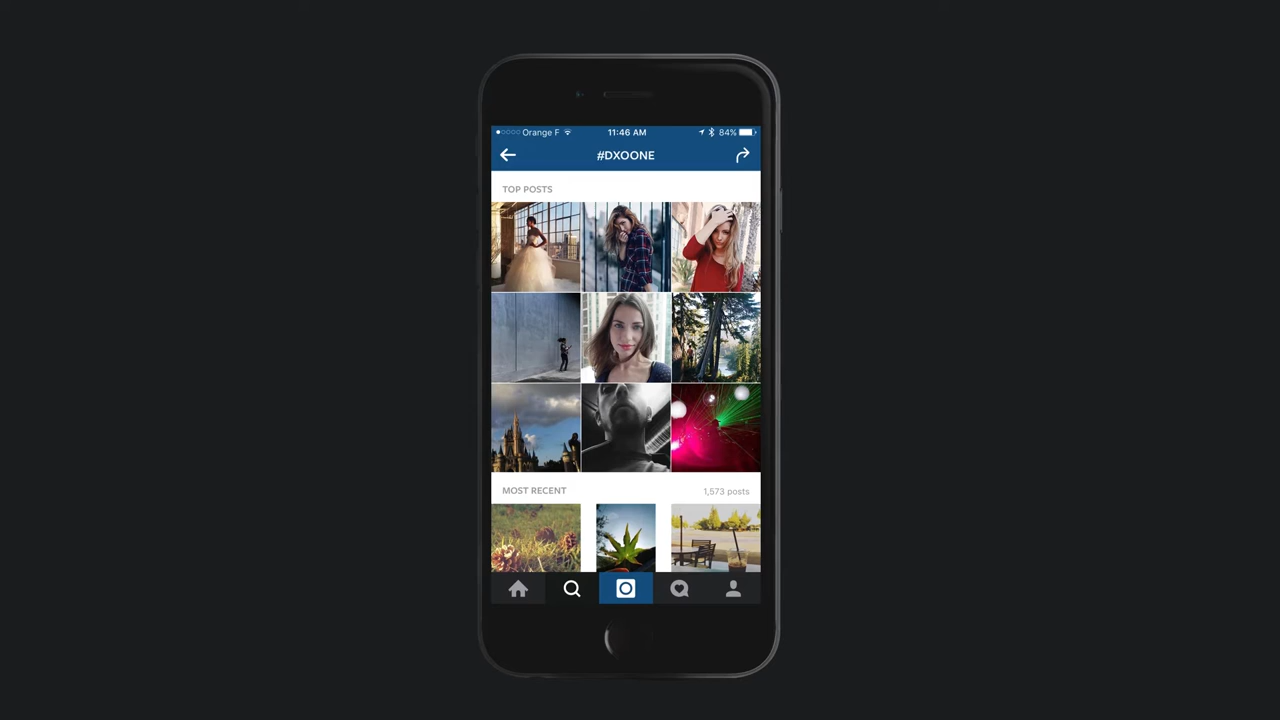 Orange F 11:46 AM 84%
#DXOONE
TOP POSTS
MOST RECENT 1,573 posts